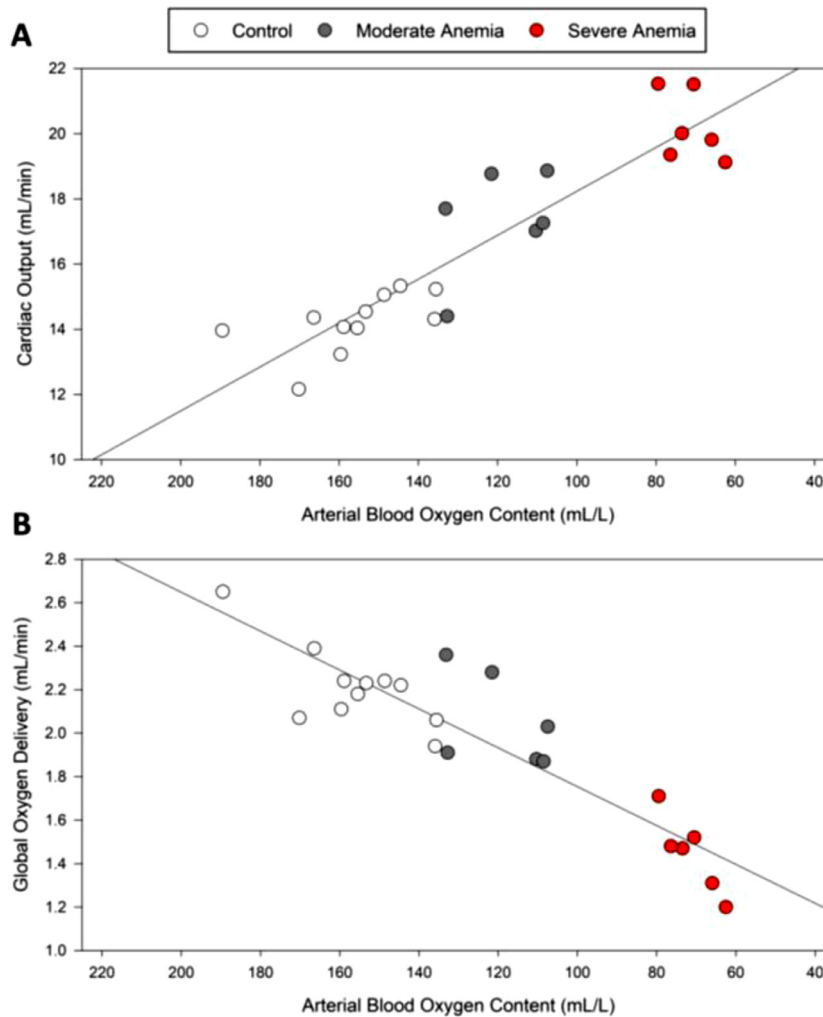 Control Moderate Anemia Severe Anemia
A
22
20
18
16
14
12
10
Cardiac Output (mL/min)
220 200 180 160 140 120 100 80 60 40
Arterial Blood Oxygen Content (mL/L)
B
2.8
2.6
2.4
2.2
2.0
1.8
1.6
1.4
1.2
1.0
Global Oxygen Delivery (mL/min)
220 200 180 160 140 120 100 80 60 40
Arterial Blood Oxygen Content (mL/L)